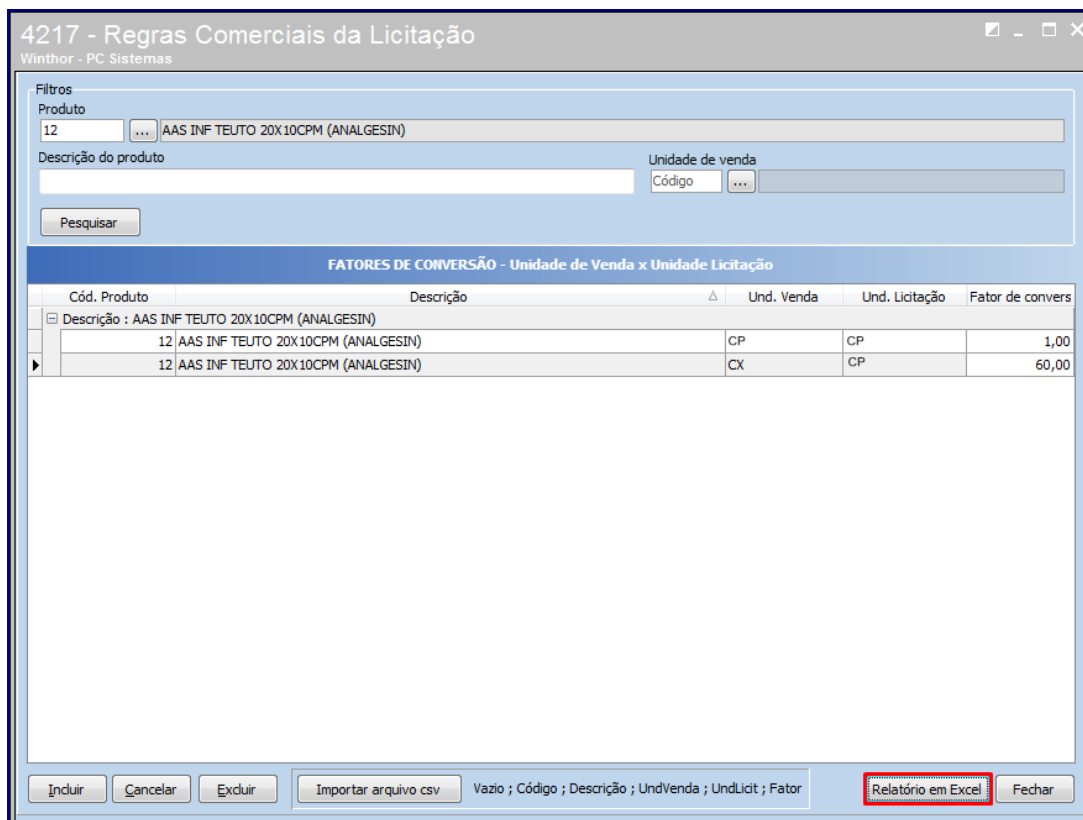 4217 - Regras Comerciais da Licitação
Winthor - PC Sistemas
Filtros
Produto
12 ... AAS INF TEUTO 20X10CPM (ANALGESIN)
Descrição do produto Unidade de venda
Código ...
Pesquisar
FATORES DE CONVERSÃO - Unidade de Venda x Unidade Licitação
Cód. Produto Descrição Und. Venda Und. Licitação Fator de convers
Descrição : AAS INF TEUTO 20X10CPM (ANALGESIN)
12 AAS INF TEUTO 20X10CPM (ANALGESIN) CP CP 1,00
12 AAS INF TEUTO 20X10CPM (ANALGESIN) CX CP 60,00
Incluir Cancelar Excluir Importar arquivo csv Vazio ; Código ; Descrição ; UndVenda ; UndLicit ; Fator Relatório em Excel Fechar